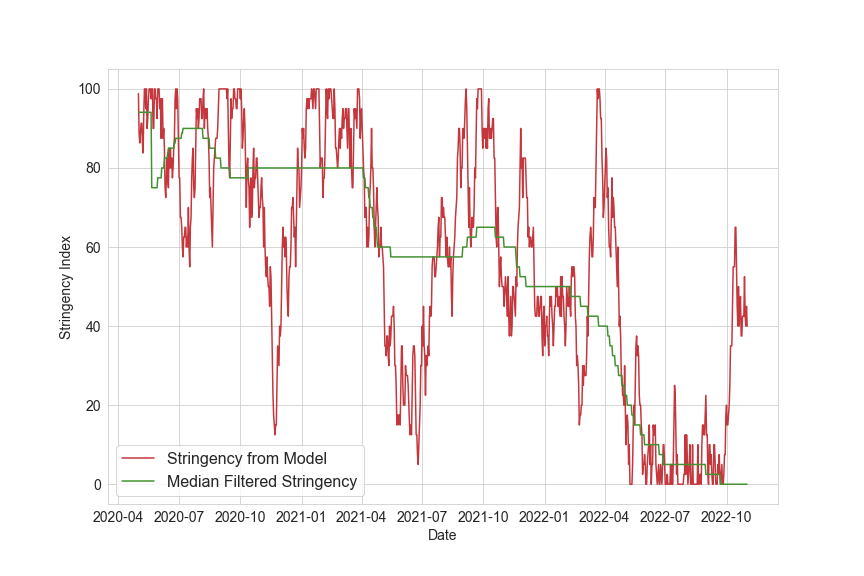 100
80
60
40
20
0
Stringency Index
Stringency from Model
Median Filtered Stringency
2020-04 2020-07 2020-10 2021-01 2021-04 2021-07 2021-10 2022-01 2022-04 2022-07 2022-10
Date